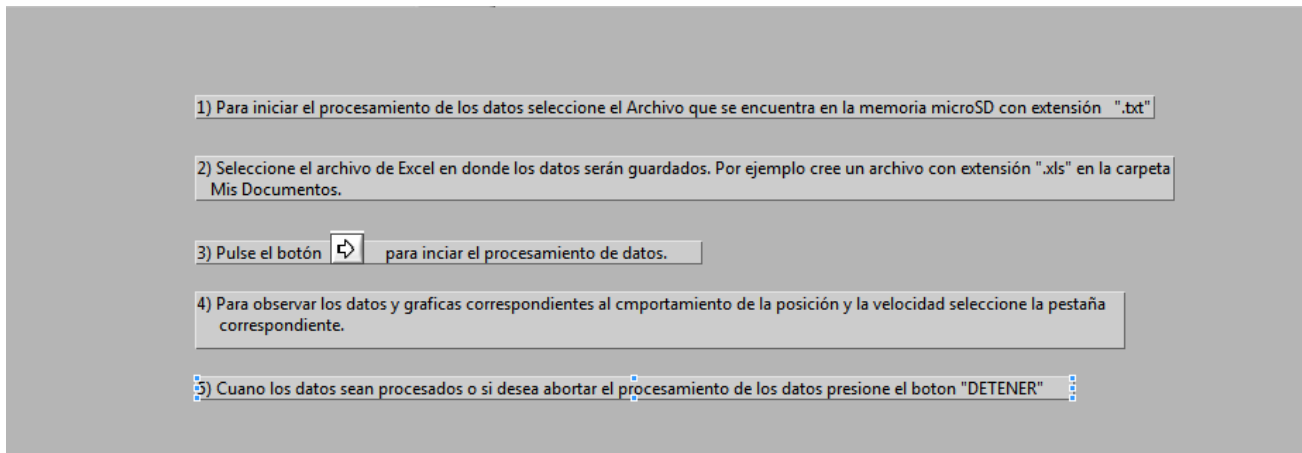 1) Para iniciar el procesamiento de los datos seleccione el Archivo que se encuentra en la memoria microSD con extensión ".txt"
2) Seleccione el archivo de Excel en donde los datos serán guardados. Por ejemplo cree un archivo con extensión ".xls" en la carpeta
Mis Documentos.
3) Pulse el botón para inciar el procesamiento de datos.
4) Para observar los datos y graficas correspondientes al cmportamiento de la posición y la velocidad seleccione la pestaña
correspondiente.
5) Cuano los datos sean procesados o si desea abortar el procesamiento de los datos presione el boton "DETENER"